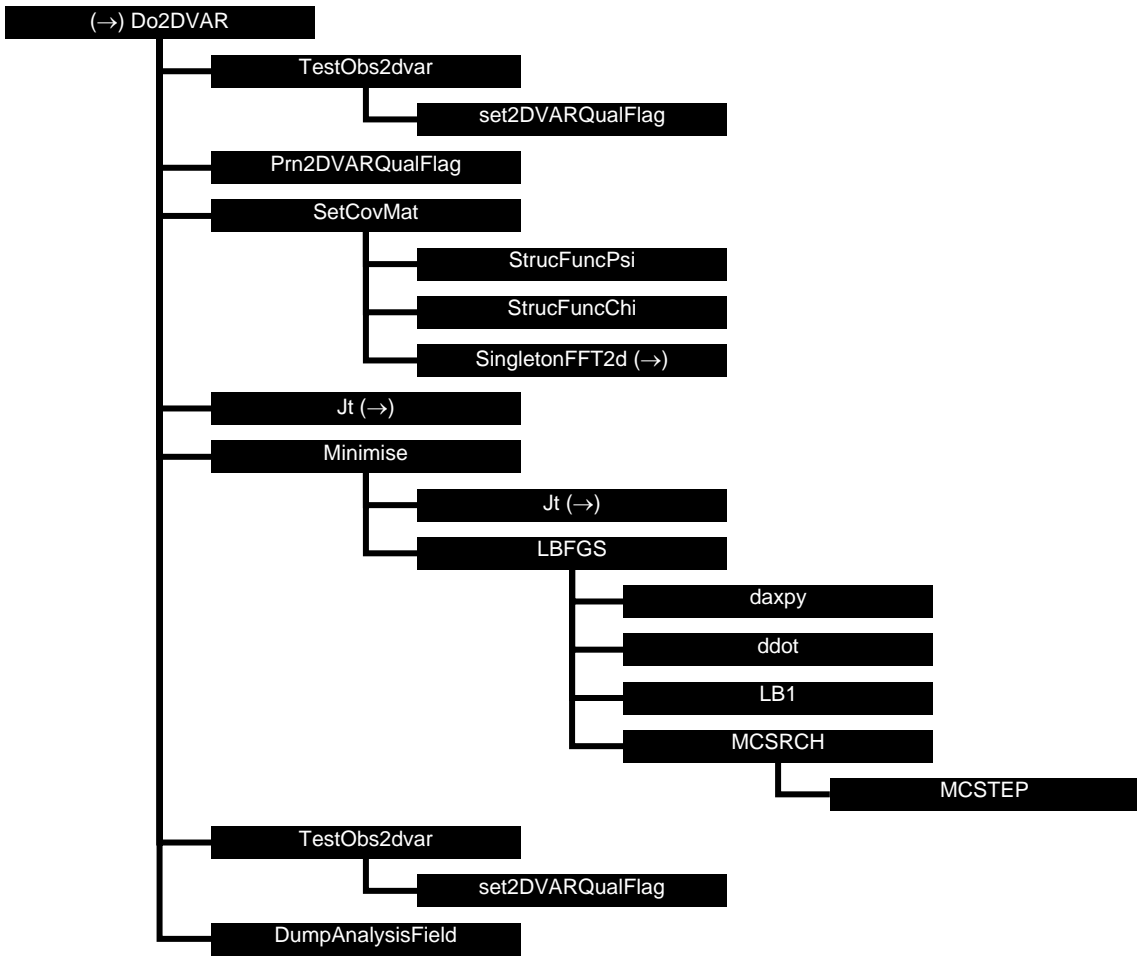 (→) Do2DVAR
TestObs2dvar
set2DVARQualFlag
Prn2DVARQualFlag
SetCovMat
StrucFuncPsi
StrucFuncChi
SingletonFFT2d (→)
Jt (→)
Minimise
Jt (→)
LBFGS
daxpy
ddot
LB1
MCSRCH
MCSTEP
TestObs2dvar
set2DVARQualFlag
DumpAnalysisField